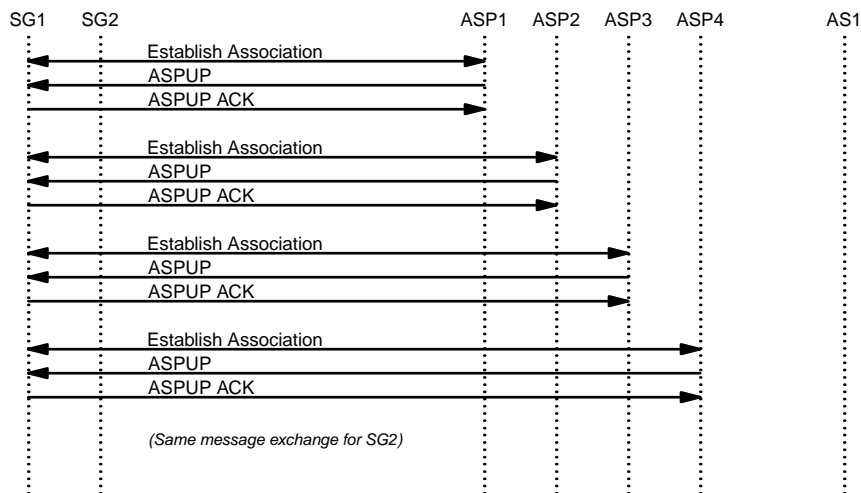 SG1 SG2 ASP1 ASP2 ASP3 ASP4 AS1
Establish Association
ASPUP
ASPUP ACK
Establish Association
ASPUP
ASPUP ACK
Establish Association
ASPUP
ASPUP ACK
Establish Association
ASPUP
ASPUP ACK
(Same message exchange for SG2)